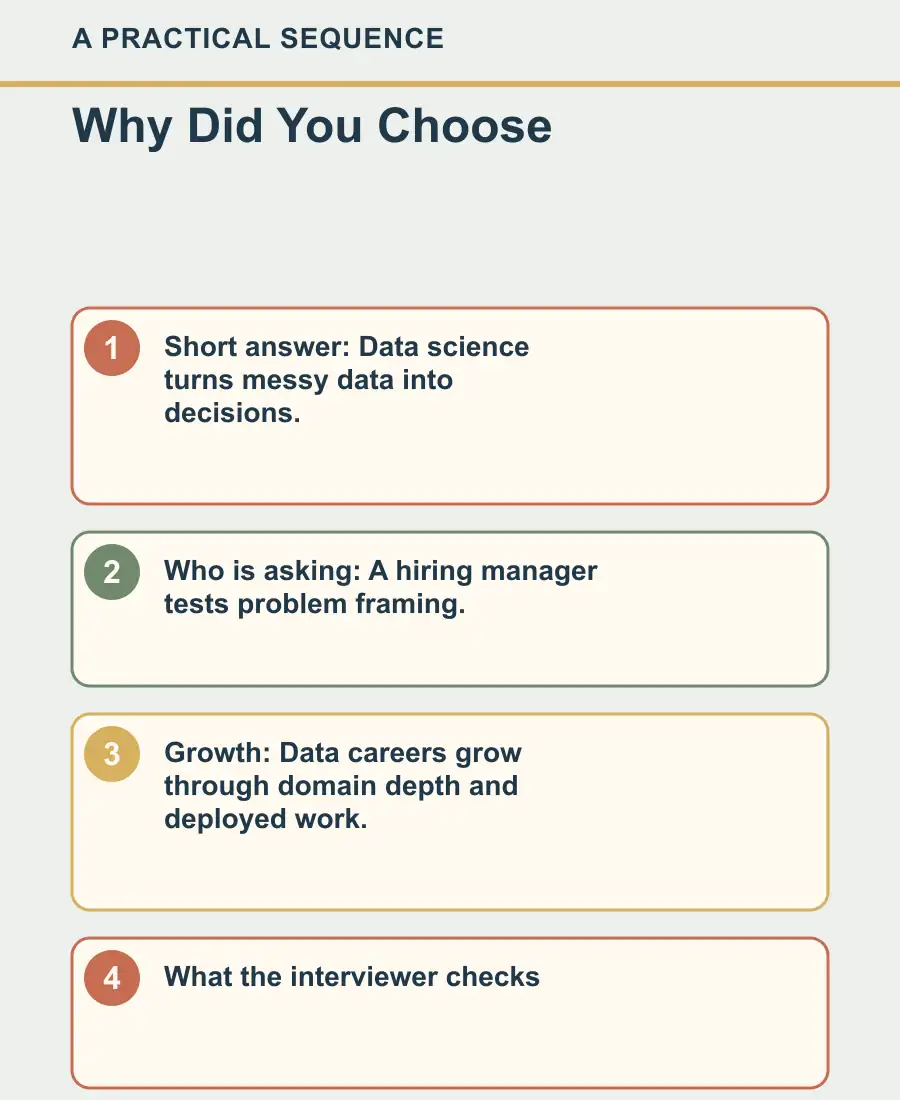 A PRACTICAL SEQUENCE
Why Did You Choose
1
Short answer: Data science
turns messy data into
decisions.
2
Who is asking: A hiring manager
tests problem framing.
3
Growth: Data careers grow
through domain depth and
deployed work.
4
What the interviewer checks